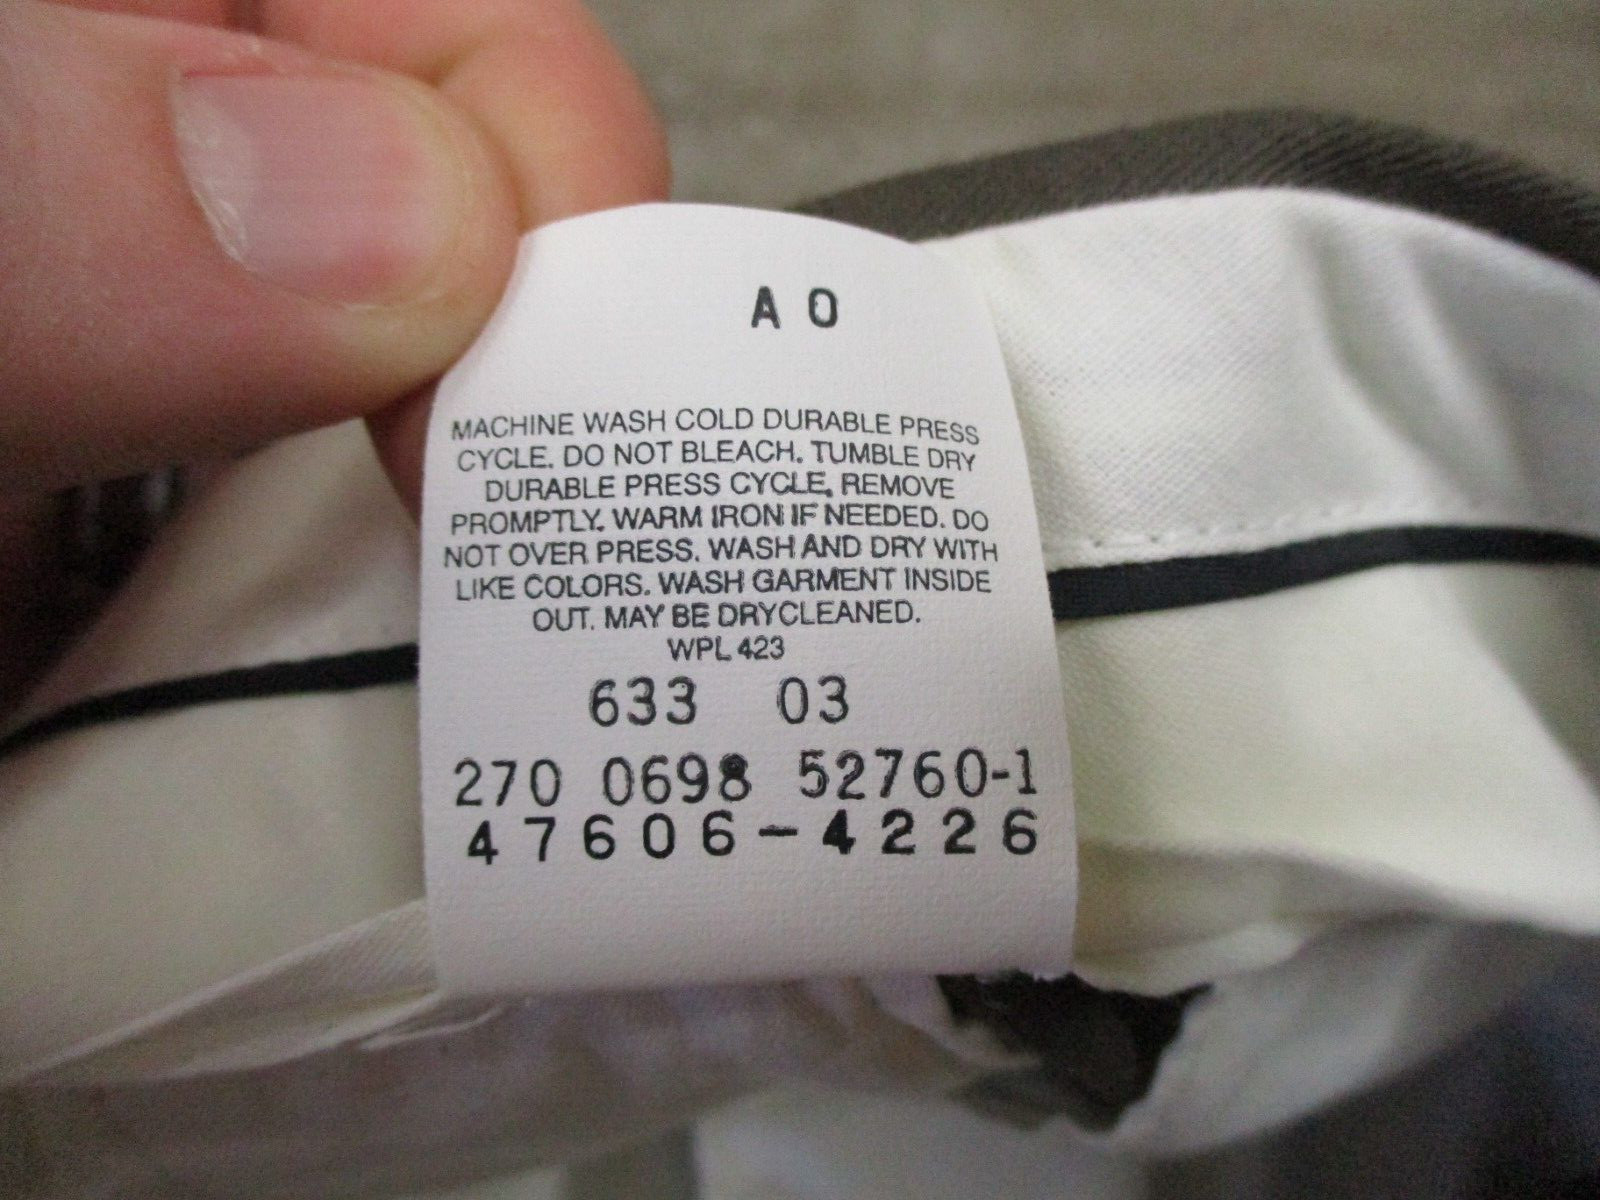 A 0
MACHINE WASH COLD DURABLE PRESS
CYCLE. DO NOT BLEACH. TUMBLE DRY
DURABLE PRESS CYCLE, REMOVE
PROMPTLY. WARM IRON IF NEEDED. DO
NOT OVER PRESS. WASH AND DRY WITH
LIKE COLORS. WASH GARMENT INSIDE
OUT. MAY BE DRYCLEANED.
WPL 423
633 03
270 0698 52760-1
47606-4226